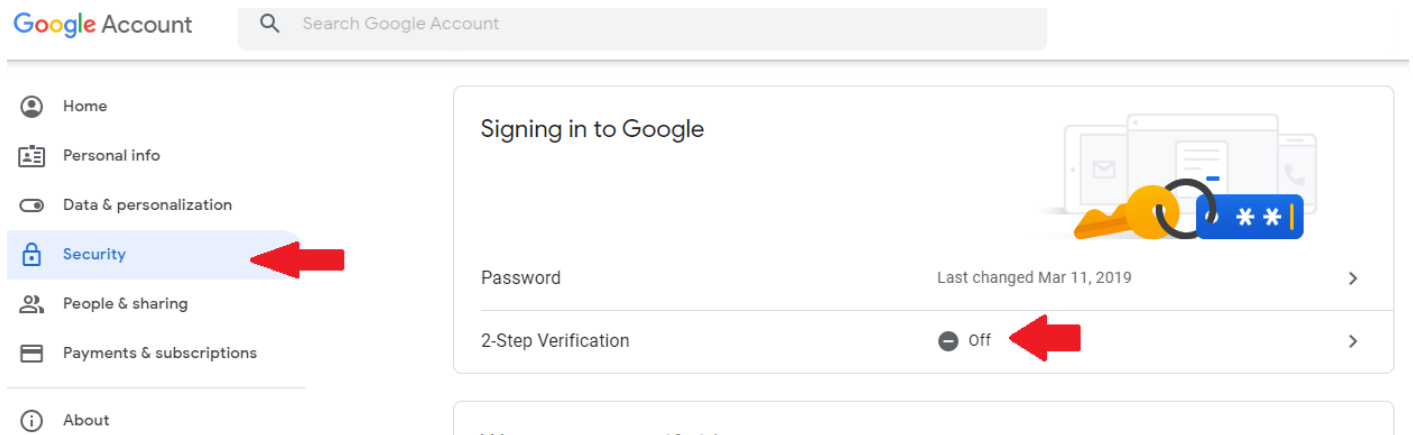 Google Account
Search Google Account
Home
Personal info
Data & personalization
Security
People & sharing
Payments & subscriptions
About
Signing in to Google
**
Password
Last changed Mar 11, 2019
2-Step Verification
Off